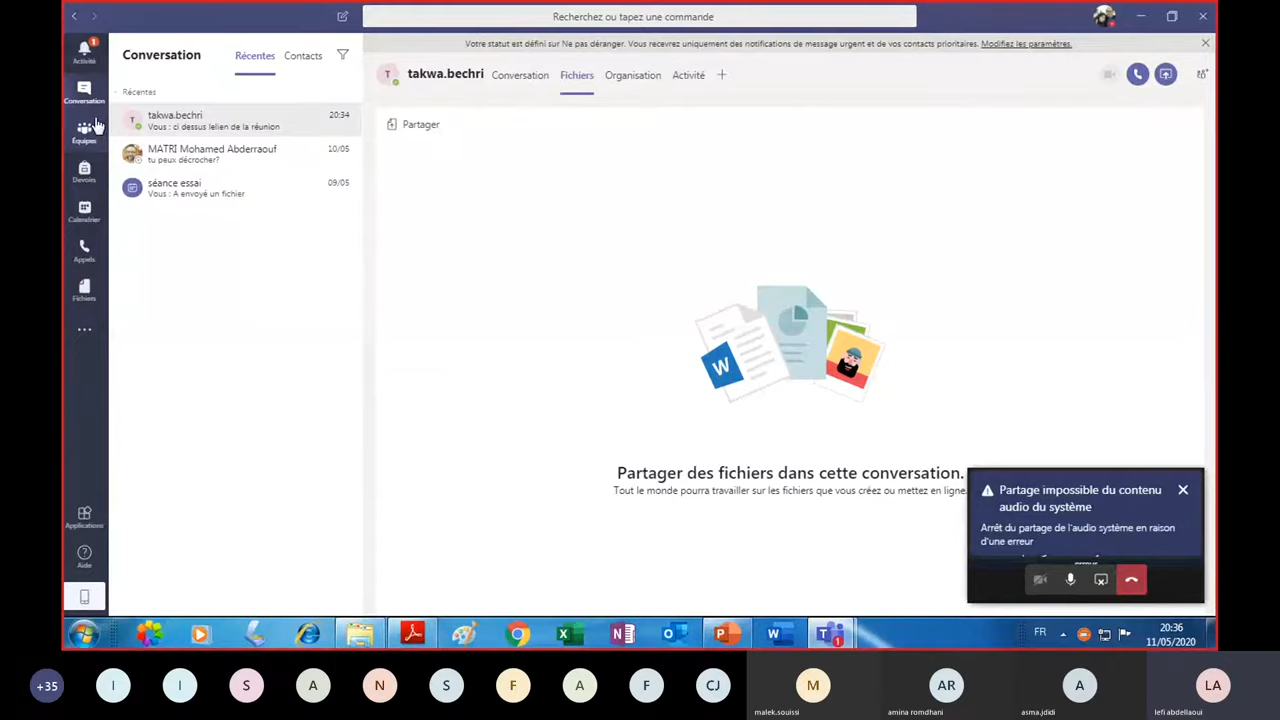 Recherchez ou tapez une commande
1
Activité
Conversation
Récentes
Contacts
Votre statut est défini sur Ne pas déranger. Vous recevrez uniquement des notifications de message urgent et de vos contacts prioritaires. Modifiez les paramètres.
T
takwa.bechri
Conversation
Fichiers
Organisation
Activité
Conversation
Récentes
T
takwa.bechri
20:34
Vous : ci dessus lelien de la réunion
Partager
Équipes
MATRI Mohamed Abderraouf
10/05
tu peux décrocher?
Devoirs
séance essai
09/05
Vous : A envoyé un fichier
Calendrier
Appels
Fichiers
W
Partager des fichiers dans cette conversation.
Tout le monde pourra travailler sur les fichiers que vous créez ou mettez en ligne.
Partage impossible du contenu
audio du système
Arrêt du partage de l'audio système en raison
d'une erreur
Applications
Aide
FR
20:36
11/05/2020
+35
I
I
S
A
N
S
F
A
F
CJ
M
AR
A
LA
malek.souissi
amina romdhani
asma.jdidi
lefi abdellaoui